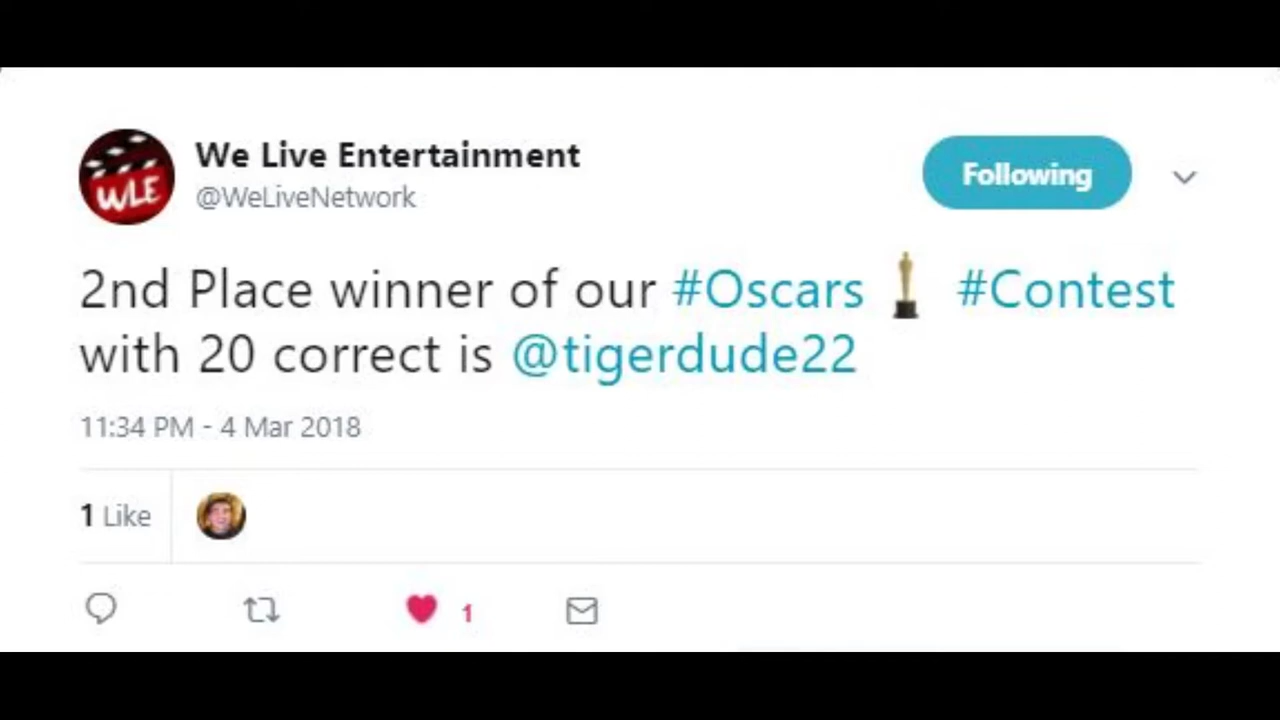 WLE
We Live Entertainment
@WeLiveNetwork
Following
2nd Place winner of our #Oscars #Contest
with 20 correct is @tigerdude22
11:34 PM - 4 Mar 2018
1 Like
1